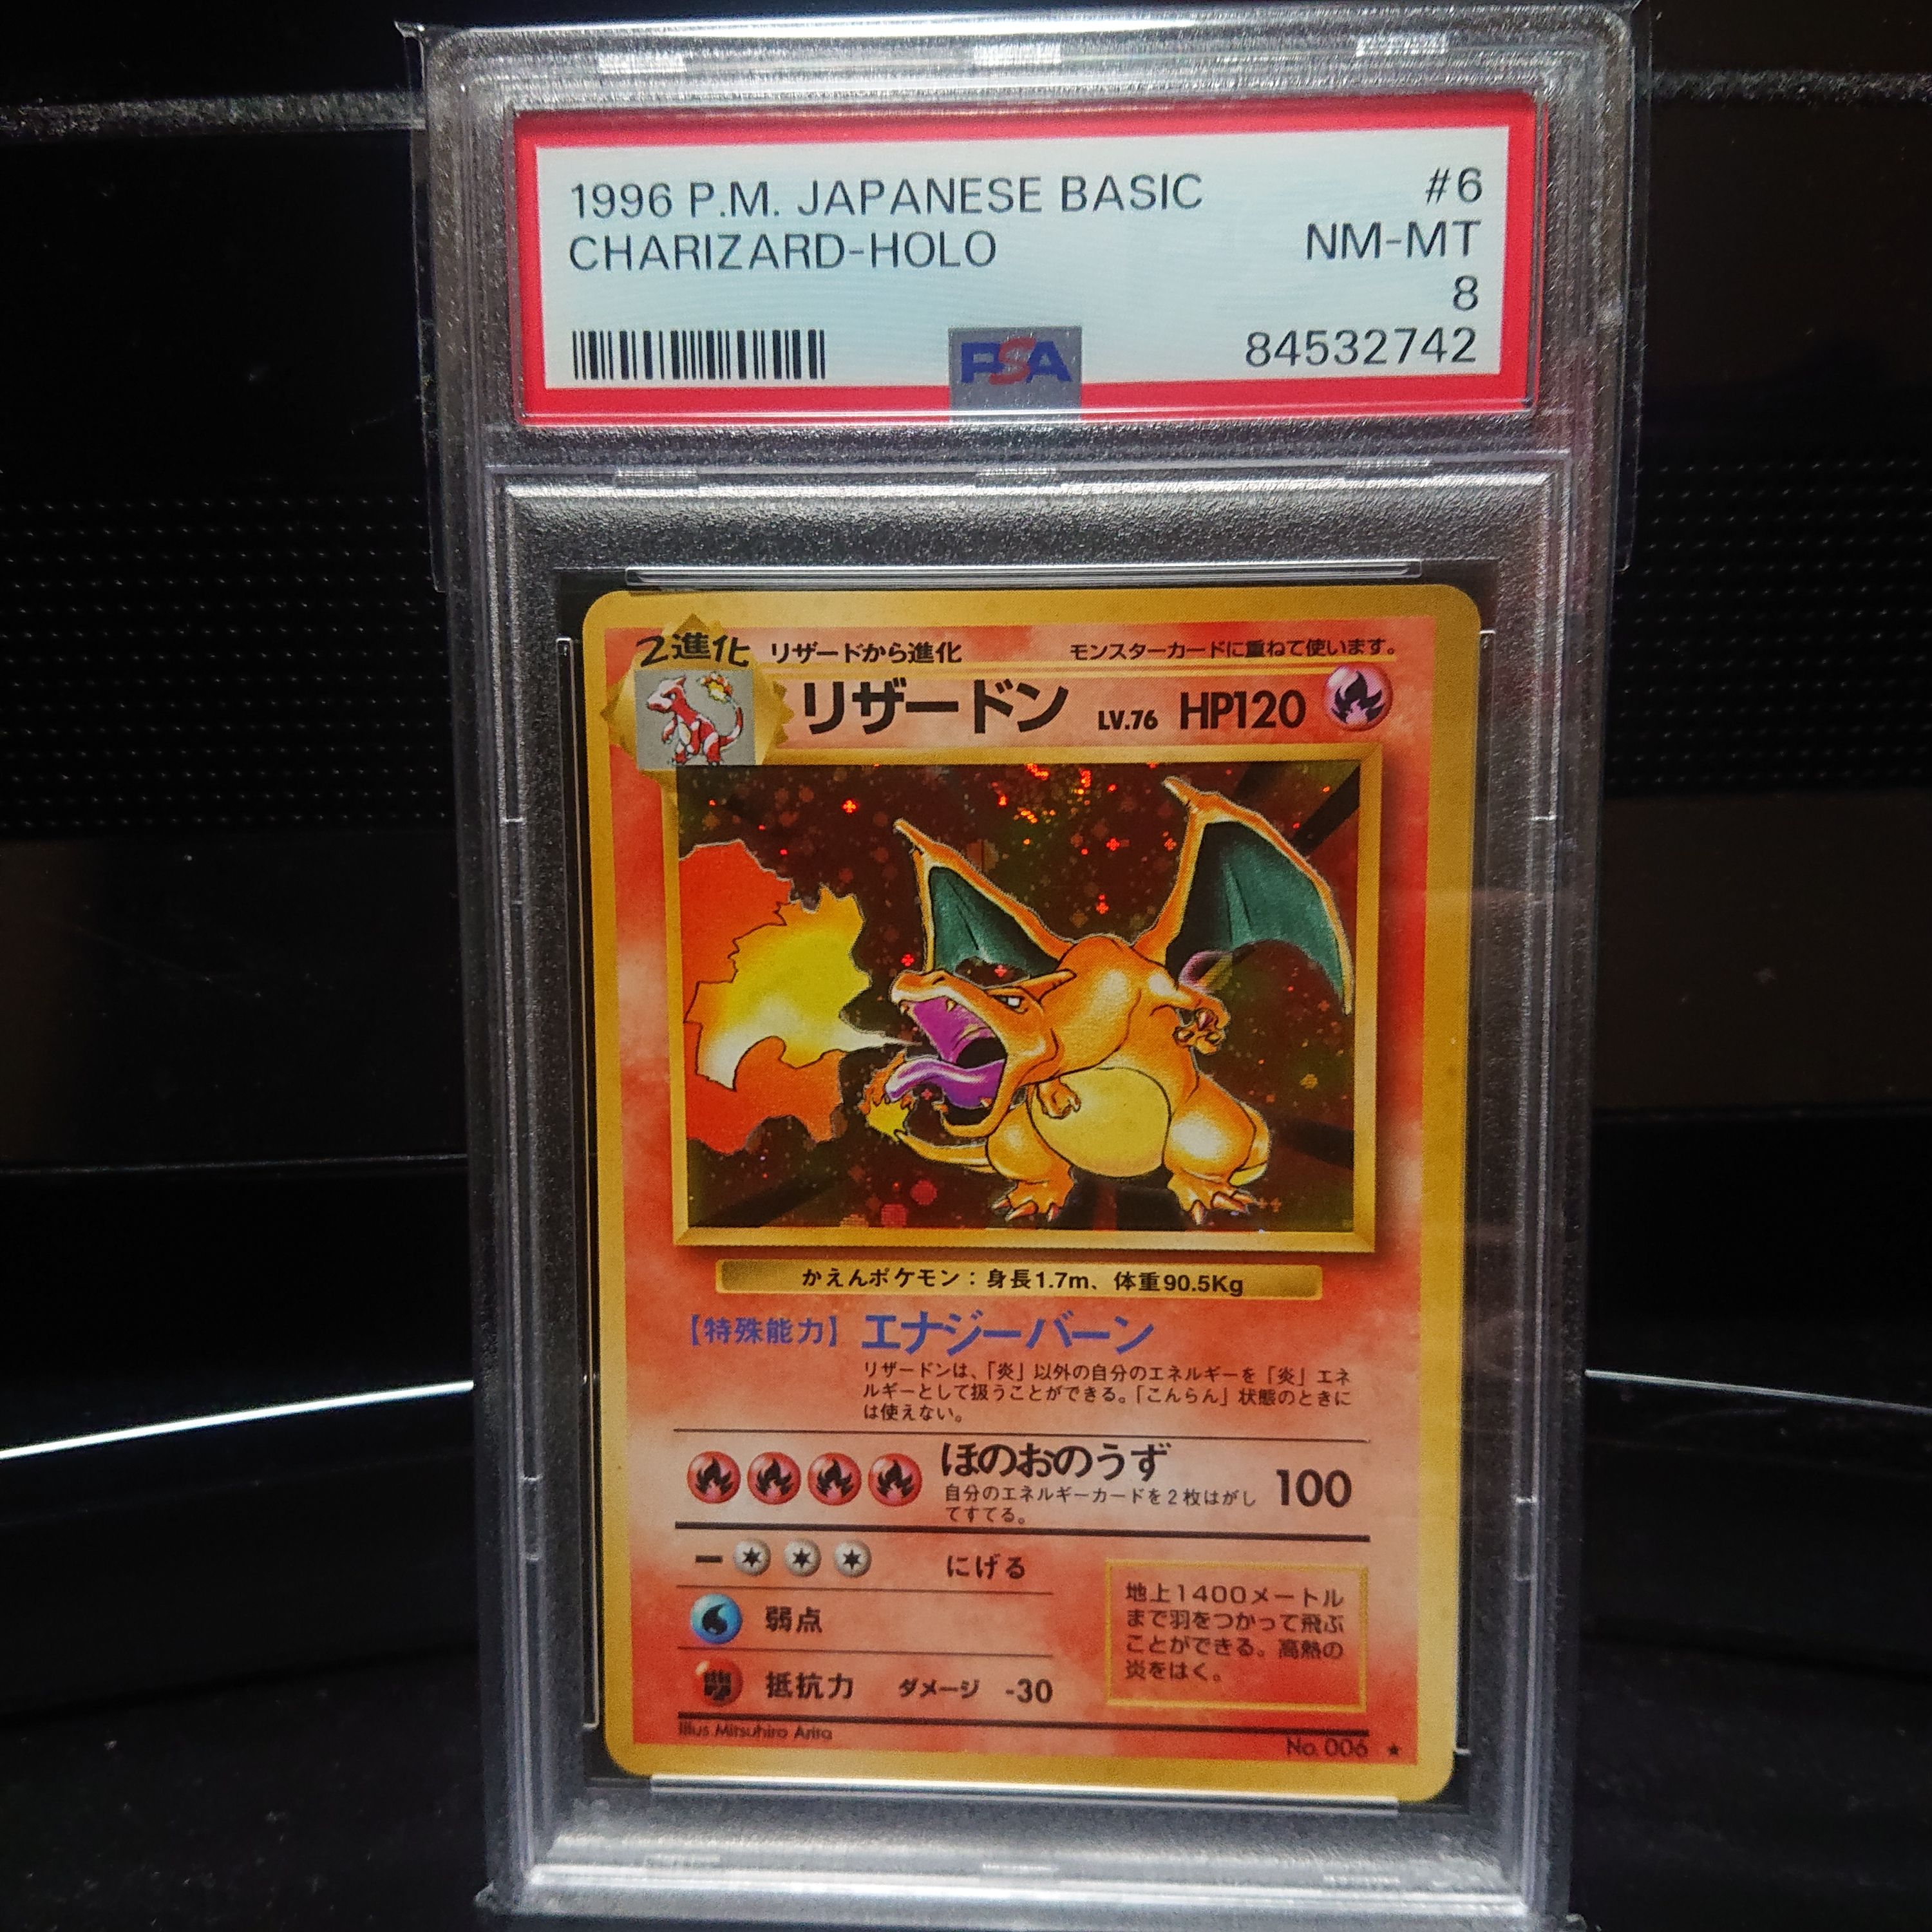 1996 P.M. JAPANESE BASIC #6
CHARIZARD-HOLO NM-MT
8
PSA 84532742
2進化 リザードから進化 モンスターカードに重ねて使います。
リザードン LV.76 HP120
かえんポケモン：身長1.7m、体重90.5Kg
【特殊能力】 エナジーバーン
リザードンは、「炎」以外の自分のエネルギーを「炎」エネ
ルギーとして扱うことができる。「こんらん」状態のときに
は使えない。
ほのおのうず 100
自分のエネルギーカードを2枚はがし
てすてる。
ー にげる
弱点
抵抗力 ダメージ -30
地上1400メートル
まで羽をつかって飛ぶ
ことができる。高熱の
炎をはく。
Illus Mitsuhiro Arita
No. 006 ★